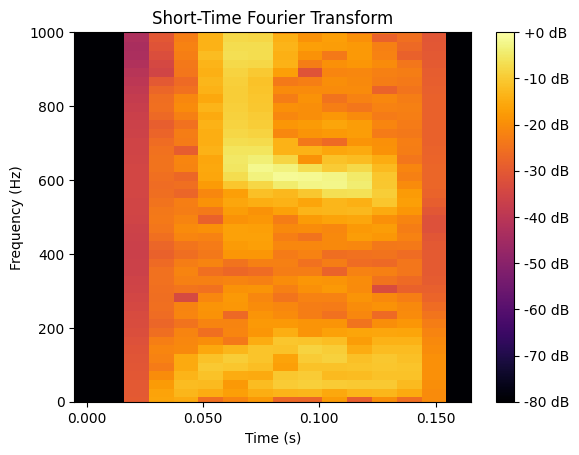 Short-Time Fourier Transform
Frequency (Hz)
1000
800
600
400
200
0
0.000
0.050
0.100
0.150
Time (s)
+0 dB
-10 dB
-20 dB
-30 dB
-40 dB
-50 dB
-60 dB
-70 dB
-80 dB